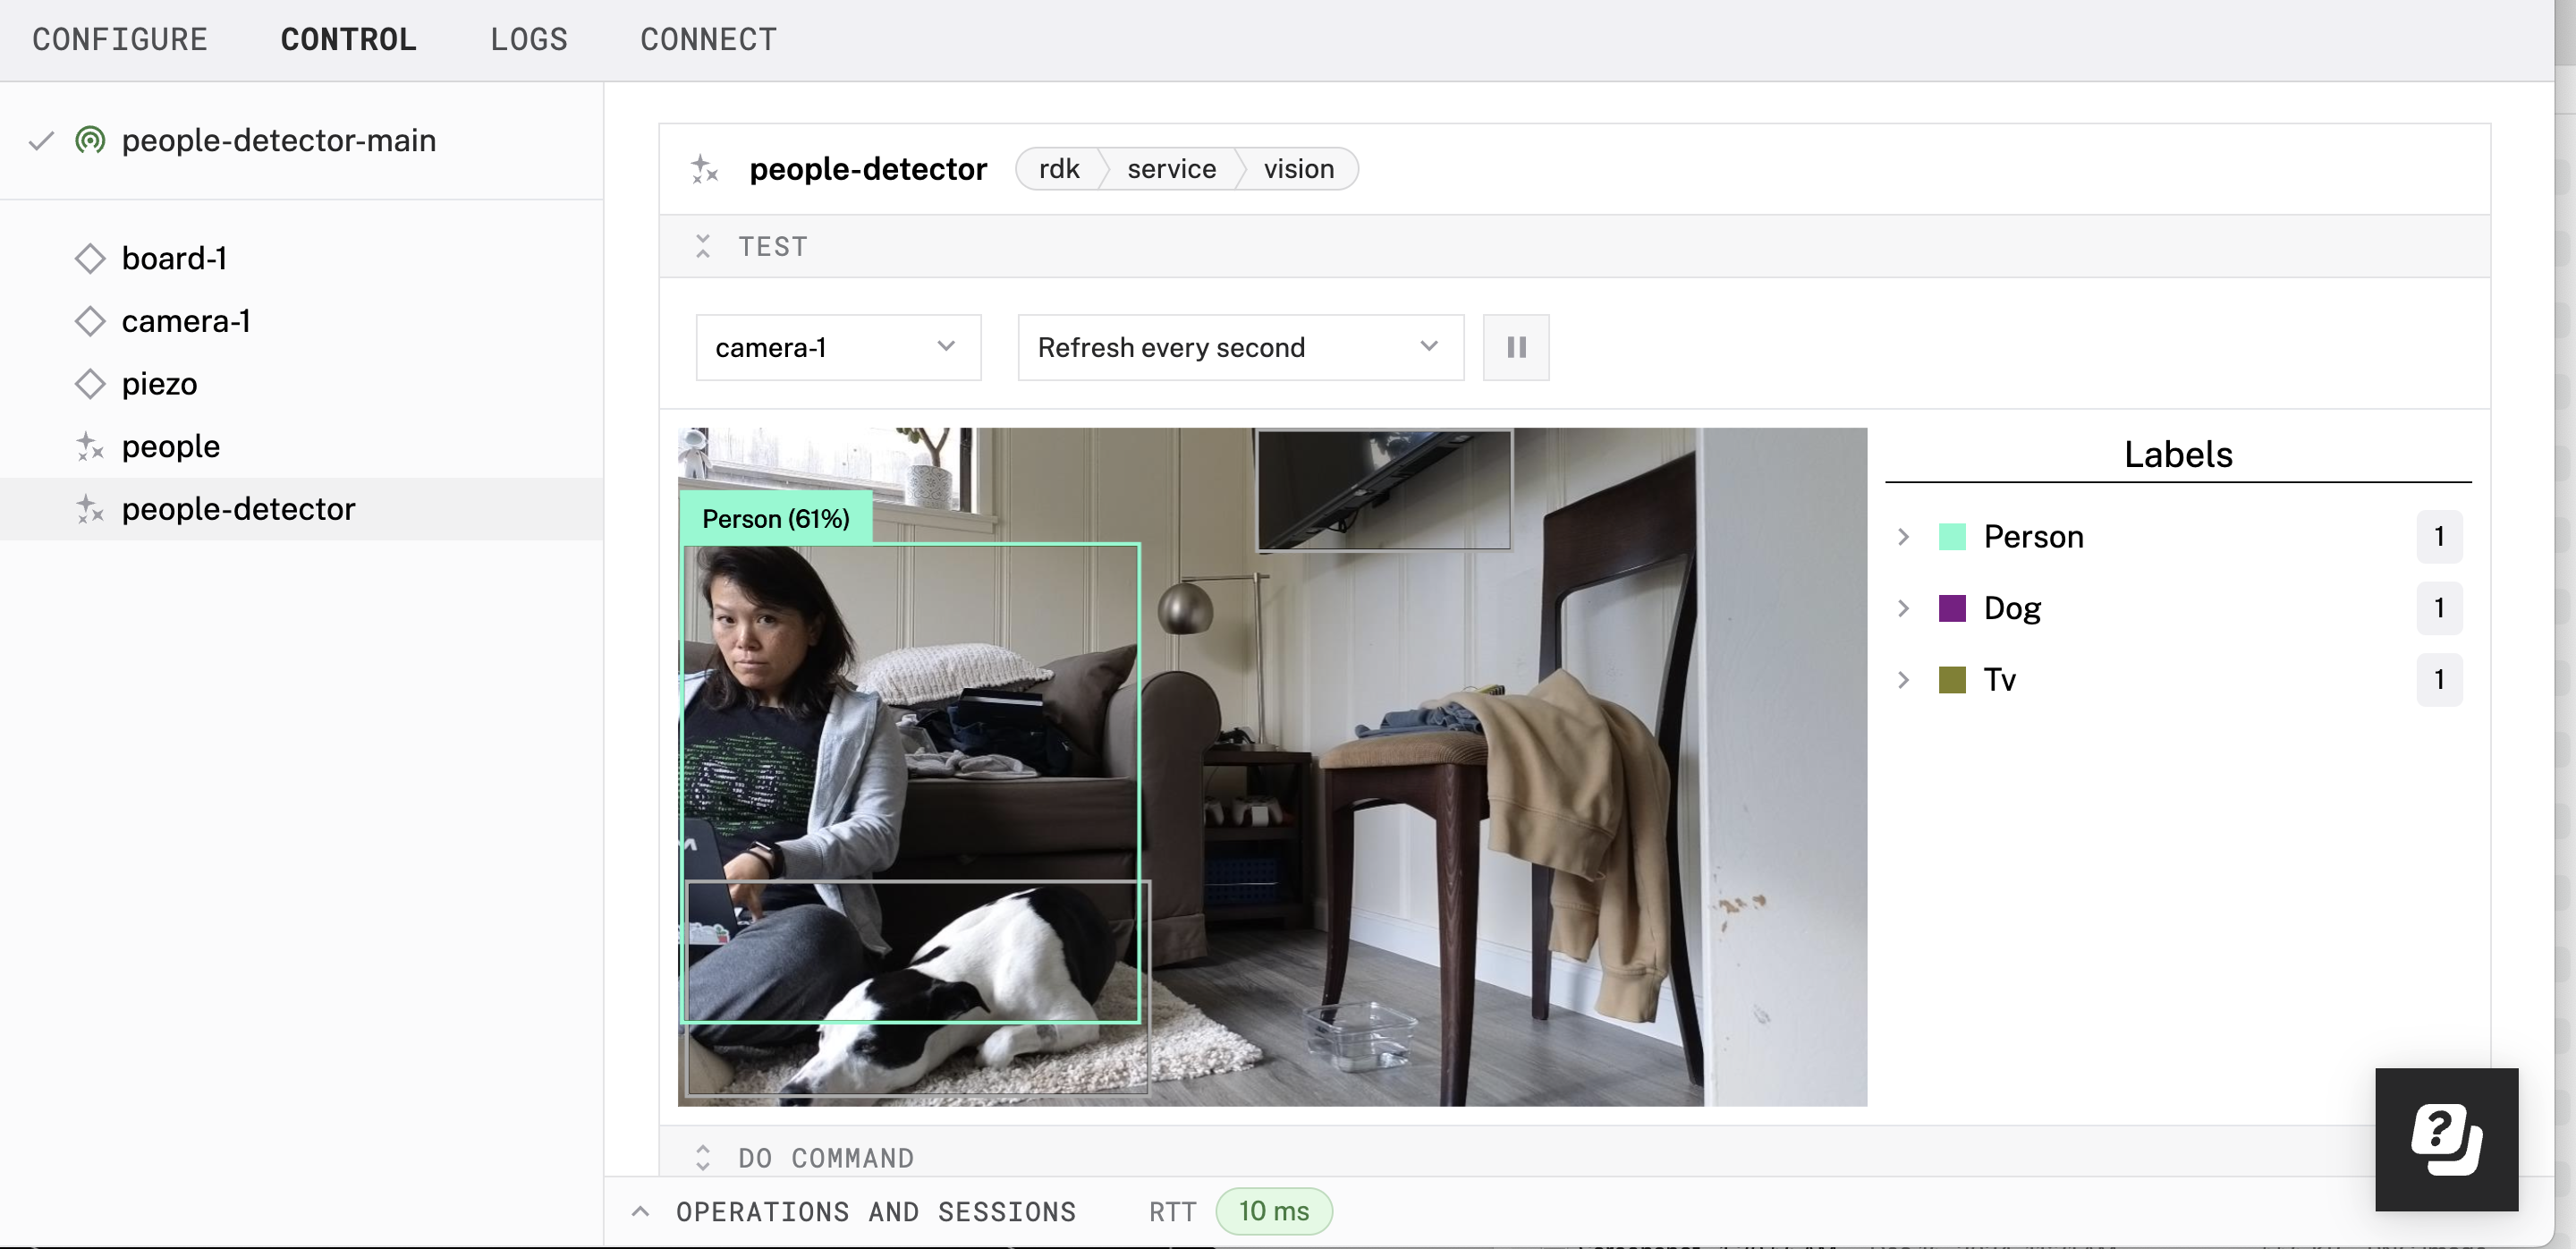 CONFIGURE CONTROL LOGS CONNECT
people-detector-main
board-1
camera-1
piezo
people
people-detector
people-detector rdk service vision
TEST
camera-1 Refresh every second
Person (61%)
Labels
Person 1
Dog 1
Tv 1
DO COMMAND
OPERATIONS AND SESSIONS RTT 10 ms